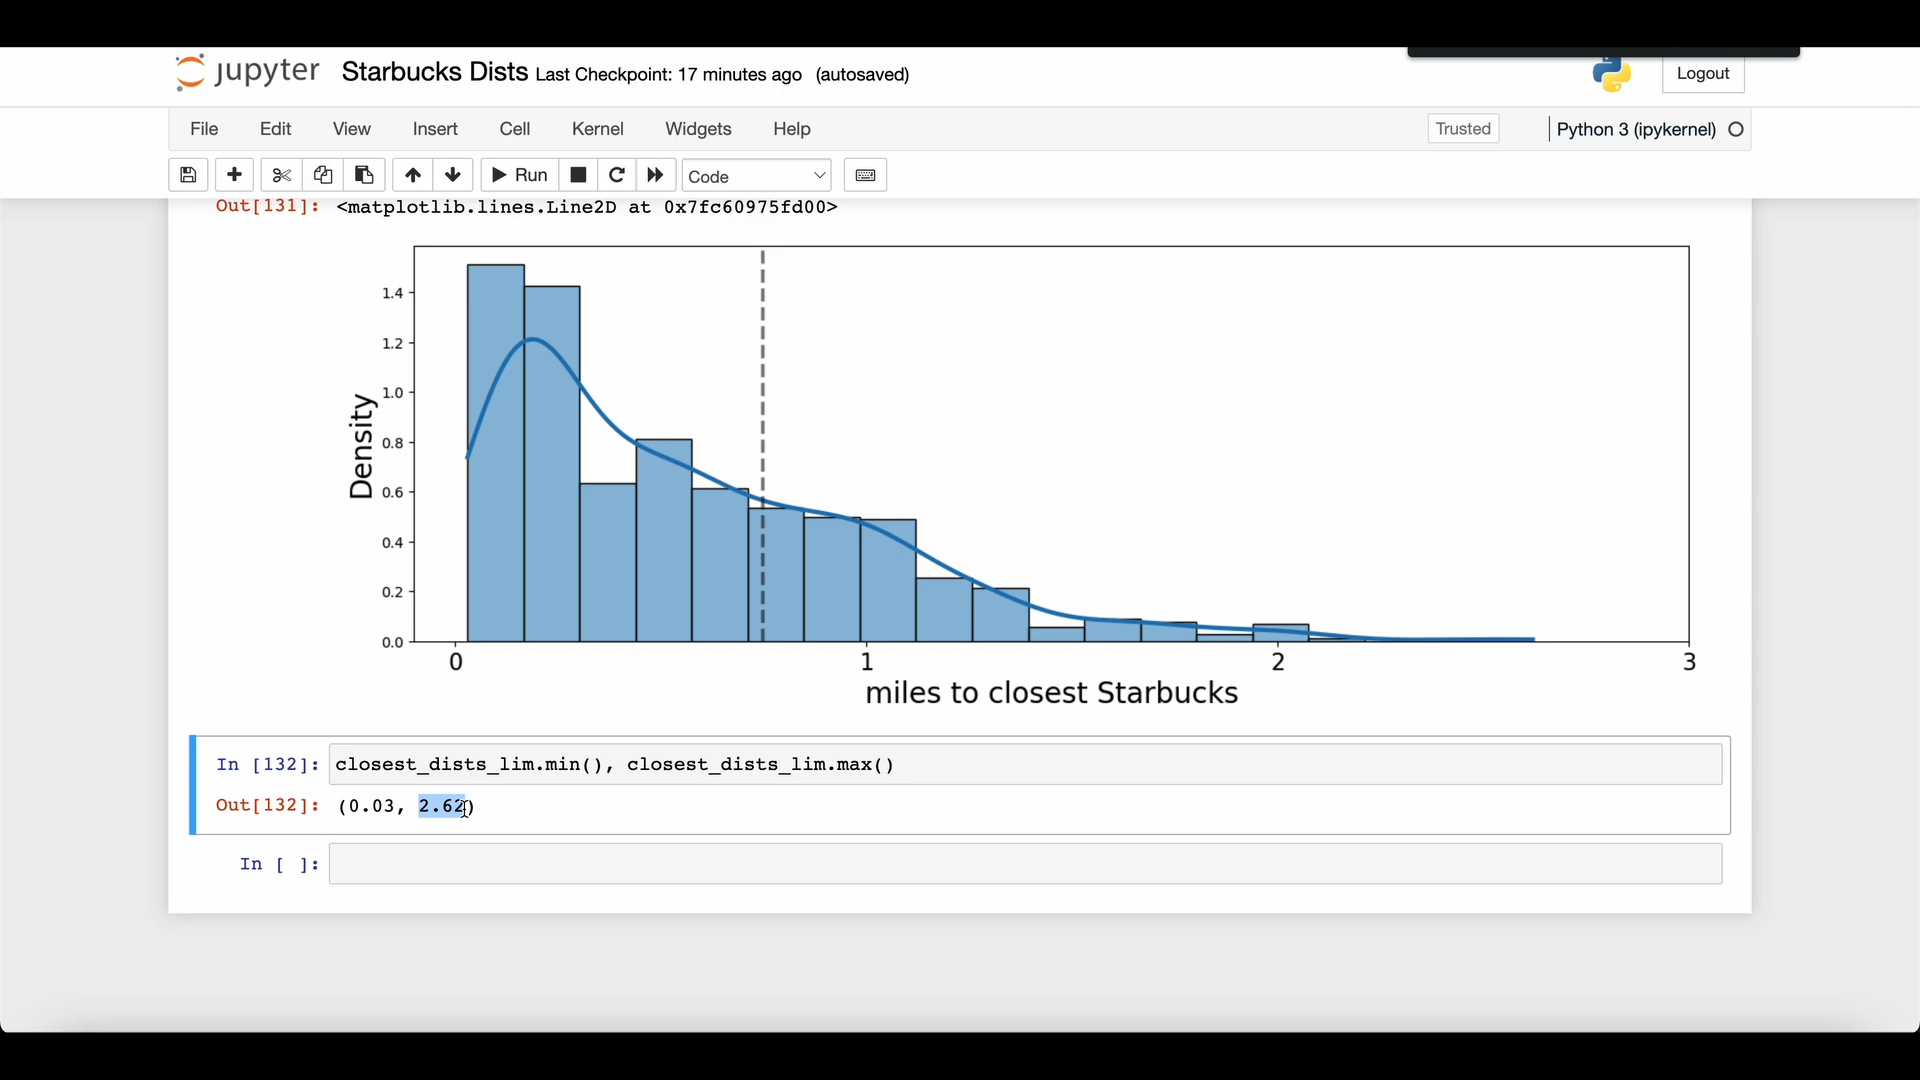 jupyter Starbucks Dists Last Checkpoint: 17 minutes ago (autosaved) Logout
File Edit View Insert Cell Kernel Widgets Help Trusted Python 3 (ipykernel)
Run Code
Out[131]: <matplotlib.lines.Line2D at 0x7fc60975fd00>
1.4
1.2
1.0
0.8
0.6
0.4
0.2
0.0
Density
0 1 2 3
miles to closest Starbucks
In [132]: closest_dists_lim.min(), closest_dists_lim.max()
Out[132]: (0.03, 2.62)
In [ ]: